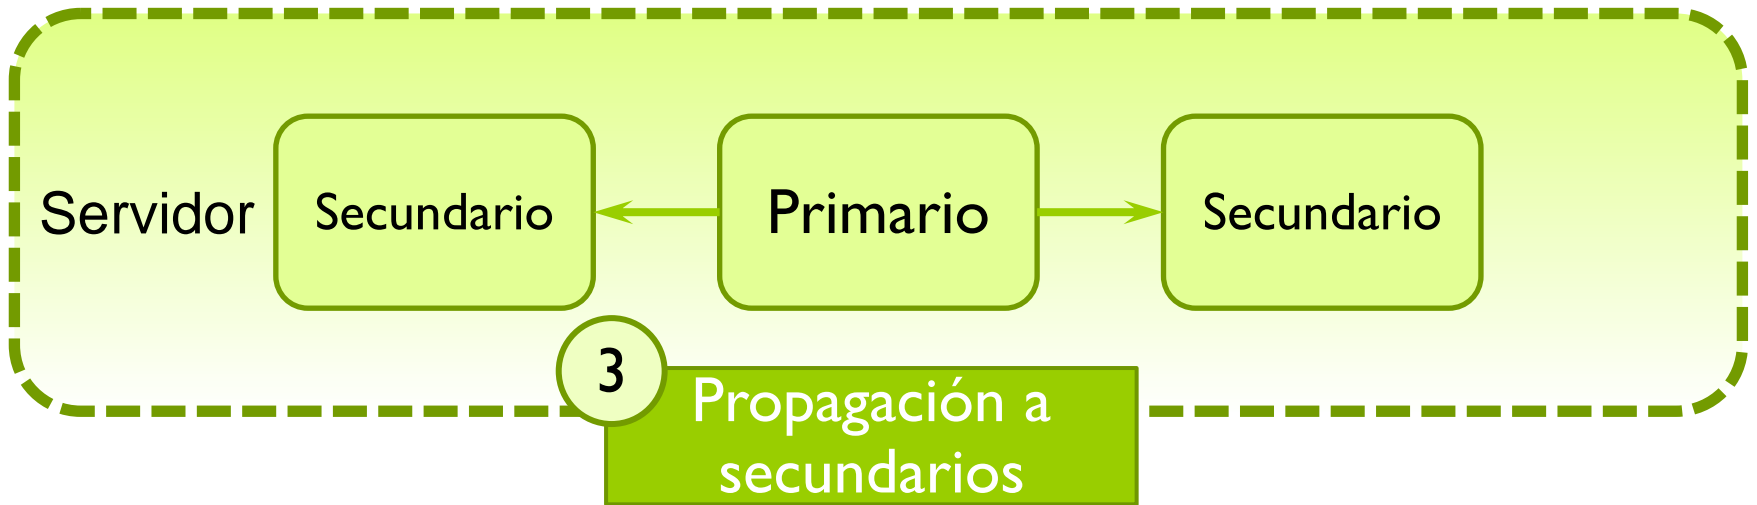 Servidor
Secundario
Primario
Secundario
3
Propagación a
secundarios